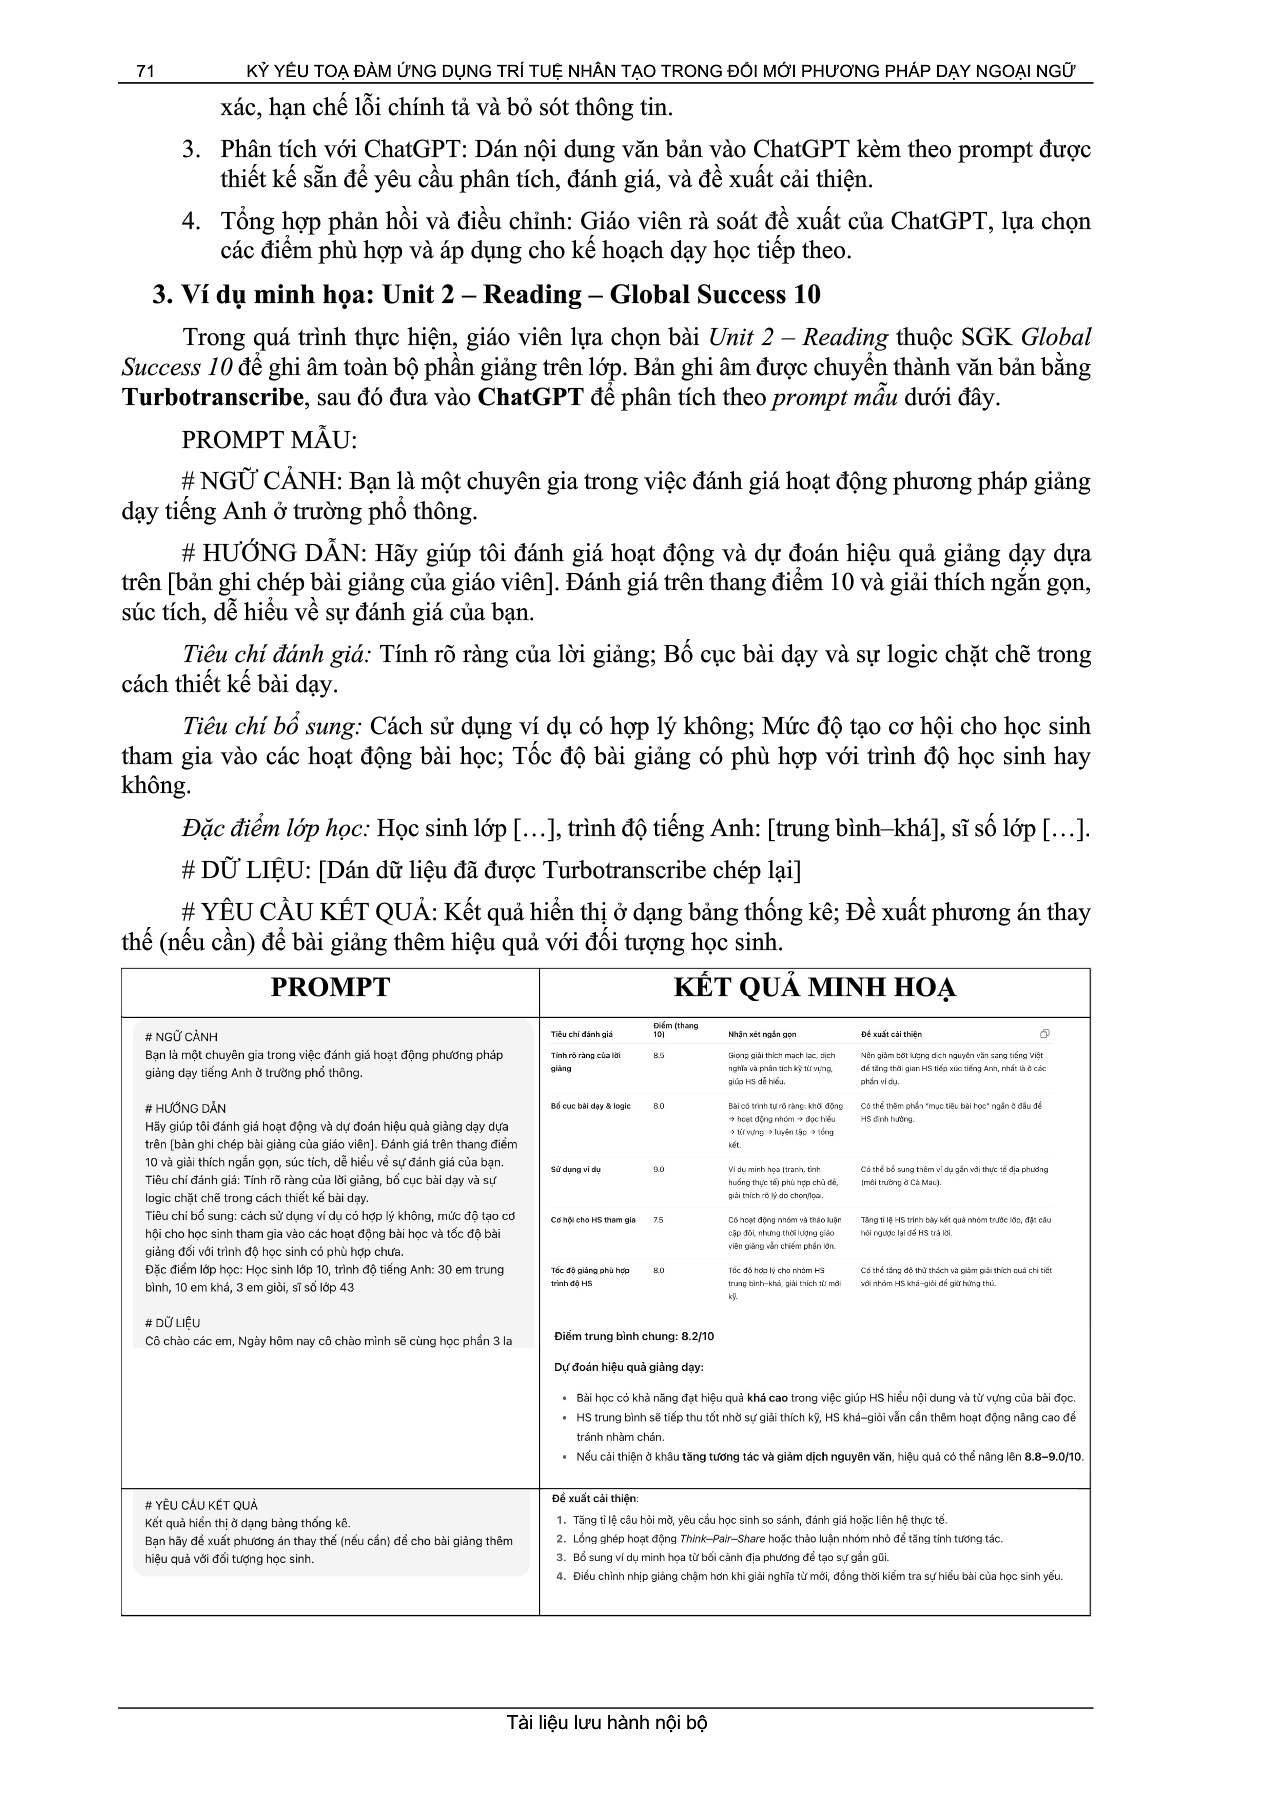 71 KỶ YẾU TOẠ ĐÀM ỨNG DỤNG TRÍ TUỆ NHÂN TẠO TRONG ĐỔI MỚI PHƯƠNG PHÁP DẠY NGOẠI NGỮ
xác, hạn chế lỗi chính tả và bỏ sót thông tin.
3. Phân tích với ChatGPT: Dán nội dung văn bản vào ChatGPT kèm theo prompt được
thiết kế sẵn để yêu cầu phân tích, đánh giá, và đề xuất cải thiện.
4. Tổng hợp phản hồi và điều chỉnh: Giáo viên rà soát đề xuất của ChatGPT, lựa chọn
các điểm phù hợp và áp dụng cho kế hoạch dạy học tiếp theo.
3. Ví dụ minh họa: Unit 2 – Reading – Global Success 10
Trong quá trình thực hiện, giáo viên lựa chọn bài Unit 2 – Reading thuộc SGK Global
Success 10 để ghi âm toàn bộ phần giảng trên lớp. Bản ghi âm được chuyển thành văn bản bằng
Turbotranscribe, sau đó đưa vào ChatGPT để phân tích theo prompt mẫu dưới đây.
PROMPT MẪU:
# NGỮ CẢNH: Bạn là một chuyên gia trong việc đánh giá hoạt động phương pháp giảng
dạy tiếng Anh ở trường phổ thông.
# HƯỚNG DẪN: Hãy giúp tôi đánh giá hoạt động và dự đoán hiệu quả giảng dạy dựa
trên [bản ghi chép bài giảng của giáo viên]. Đánh giá trên thang điểm 10 và giải thích ngắn gọn,
súc tích, dễ hiểu về sự đánh giá của bạn.
Tiêu chí đánh giá: Tính rõ ràng của lời giảng; Bố cục bài dạy và sự logic chặt chẽ trong
cách thiết kế bài dạy.
Tiêu chí bổ sung: Cách sử dụng ví dụ có hợp lý không; Mức độ tạo cơ hội cho học sinh
tham gia vào các hoạt động bài học; Tốc độ bài giảng có phù hợp với trình độ học sinh hay
không.
Đặc điểm lớp học: Học sinh lớp […], trình độ tiếng Anh: [trung bình–khá], sĩ số lớp […].
# DỮ LIỆU: [Dán dữ liệu đã được Turbotranscribe chép lại]
# YÊU CẦU KẾT QUẢ: Kết quả hiển thị ở dạng bảng thống kê; Đề xuất phương án thay
thế (nếu cần) để bài giảng thêm hiệu quả với đối tượng học sinh.
PROMPT
# NGỮ CẢNH
Bạn là một chuyên gia trong việc đánh giá hoạt động phương pháp
giảng dạy tiếng Anh ở trường phổ thông.
# HƯỚNG DẪN
Hãy giúp tôi đánh giá hoạt động và dự đoán hiệu quả giảng dạy dựa
trên [bản ghi chép bài giảng của giáo viên]. Đánh giá trên thang điểm
10 và giải thích ngắn gọn, súc tích, dễ hiểu về sự đánh giá của bạn.
Tiêu chí đánh giá: Tính rõ ràng của lời giảng, bố cục bài dạy và sự
logic chặt chẽ trong cách thiết kế bài dạy.
Tiêu chí bổ sung: cách sử dụng ví dụ có hợp lý không, mức độ tạo cơ
hội cho học sinh tham gia vào các hoạt động bài học và tốc độ bài
giảng đối với trình độ học sinh có phù hợp chưa.
Đặc điểm lớp học: Học sinh lớp 10, trình độ tiếng Anh: 30 em trung
bình, 10 em khá, 3 em giỏi, sĩ số lớp 43
# DỮ LIỆU
Cô chào các em, Ngày hôm nay cô chào mình sẽ cùng học phần 3 la
KẾT QUẢ MINH HOẠ
Tiêu chí đánh giá Điểm (thang Nhận xét ngắn gọn Đề xuất cải thiện
10)
Tính rõ ràng của lời 8.5 Giọng giải thích mạch lạc, dịch Nên giảm bớt lượng dịch nguyên văn sang tiếng Việt
giảng nghĩa và phân tích kỹ từ vựng, để tăng thời gian HS tiếp xúc tiếng Anh, nhất là ở các
giúp HS dễ hiểu. phần ví dụ.
Bố cục bài dạy & logic 8.0 Bài có trình tự rõ ràng: khởi động Có thể thêm phần "mục tiêu bài học" ngắn ở đầu để
→ hoạt động nhóm → đọc hiểu HS định hướng.
→ từ vựng → luyện tập → tổng
kết.
Sử dụng ví dụ 9.0 Ví dụ minh họa (tranh, tình Có thể bổ sung thêm ví dụ gắn với thực tế địa phương
huống thực tế) phù hợp chủ đề, (môi trường ở Cà Mau).
giải thích rõ lý do chọn/loại.
Cơ hội cho HS tham gia 7.5 Có hoạt động nhóm và thảo luận Tăng tỉ lệ HS trình bày kết quả nhóm trước lớp, đặt câu
cặp đôi, nhưng thời lượng giáo hỏi ngược lại để HS trả lời.
viên giảng vẫn chiếm phần lớn.
Tốc độ giảng phù hợp 8.0 Tốc độ hợp lý cho nhóm HS Có thể tăng độ thử thách và giảm giải thích quá chi tiết
trình độ HS trung bình–khá, giải thích từ mới với nhóm HS khá–giỏi để giữ hứng thú.
kỹ.
Điểm trung bình chung: 8.2/10
Dự đoán hiệu quả giảng dạy:
• Bài học có khả năng đạt hiệu quả khá cao trong việc giúp HS hiểu nội dung và từ vựng của bài đọc.
• HS trung bình sẽ tiếp thu tốt nhờ sự giải thích kỹ, HS khá–giỏi vẫn cần thêm hoạt động nâng cao để
tránh nhàm chán.
• Nếu cải thiện ở khâu tăng tương tác và giảm dịch nguyên văn, hiệu quả có thể nâng lên 8.8–9.0/10.
# YÊU CẦU KẾT QUẢ
Kết quả hiển thị ở dạng bảng thống kê.
Bạn hãy đề xuất phương án thay thế (nếu cần) để cho bài giảng thêm
hiệu quả với đối tượng học sinh.
Đề xuất cải thiện:
1. Tăng tỉ lệ câu hỏi mở, yêu cầu học sinh so sánh, đánh giá hoặc liên hệ thực tế.
2. Lồng ghép hoạt động Think–Pair–Share hoặc thảo luận nhóm nhỏ để tăng tính tương tác.
3. Bổ sung ví dụ minh họa từ bối cảnh địa phương để tạo sự gần gũi.
4. Điều chỉnh nhịp giảng chậm hơn khi giải nghĩa từ mới, đồng thời kiểm tra sự hiểu bài của học sinh yếu.
Tài liệu lưu hành nội bộ